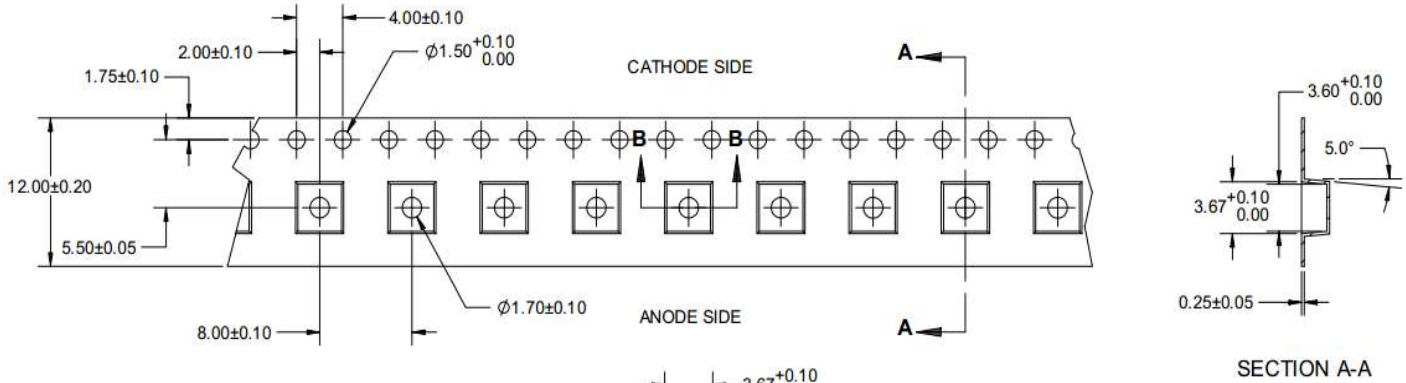 4.00±0.10
2.00±0.10
Ø1.50 +0.10 0.00
1.75±0.10
CATHODE SIDE
A
3.60 +0.10 0.00
B B
5.0°
12.00±0.20
3.67 +0.10 0.00
5.50±0.05
Ø1.70±0.10
ANODE SIDE
0.25±0.05
8.00±0.10
A
SECTION A-A
+0.10